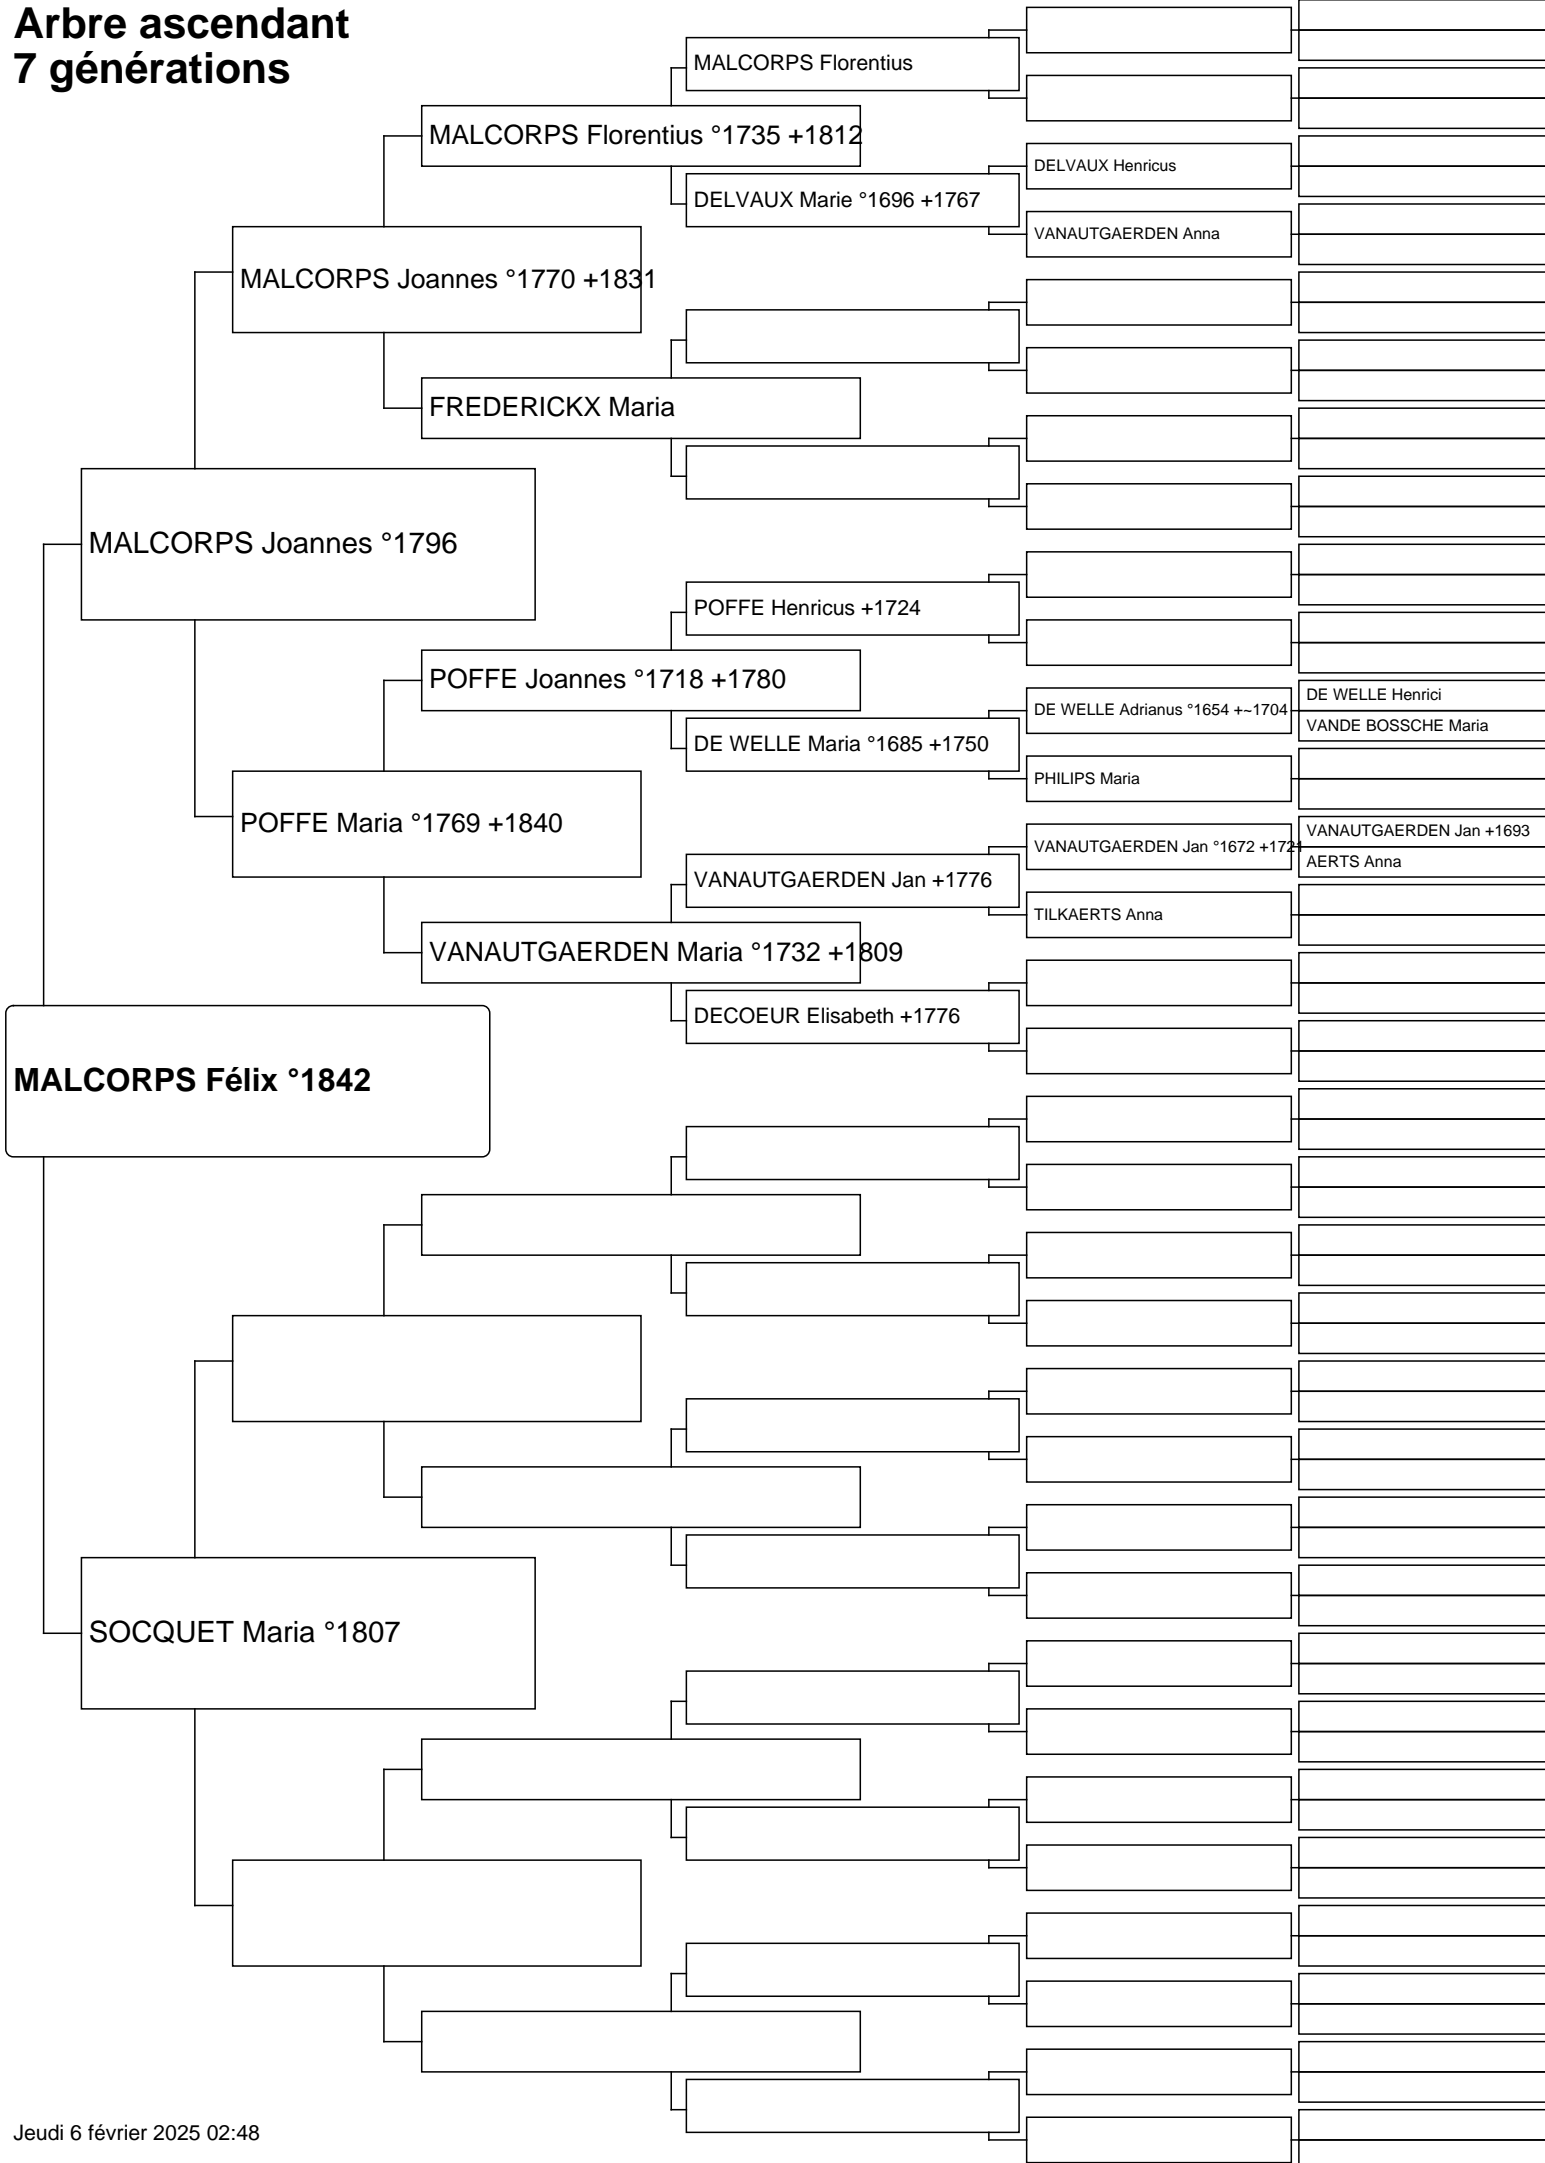 Arbre ascendant
7 générations
MALCORPS Florentius
MALCORPS Florentius °1735 +1812
DELVAUX Henricus
DELVAUX Marie °1696 +1767
VANAUTGAERDEN Anna
MALCORPS Joannes °1770 +1831
FREDERICKX Maria
MALCORPS Joannes °1796
POFFE Henricus +1724
POFFE Joannes °1718 +1780
DE WELLE Henrici
DE WELLE Adrianus °1654 +~1704
VANDE BOSSCHE Maria
DE WELLE Maria °1685 +1750
PHILIPS Maria
POFFE Maria °1769 +1840
VANAUTGAERDEN Jan +1693
VANAUTGAERDEN Jan °1672 +1721
AERTS Anna
VANAUTGAERDEN Jan +1776
TILKAERTS Anna
VANAUTGAERDEN Maria °1732 +1809
DECOEUR Elisabeth +1776
MALCORPS Félix °1842
SOCQUET Maria °1807
Jeudi 6 février 2025 02:48